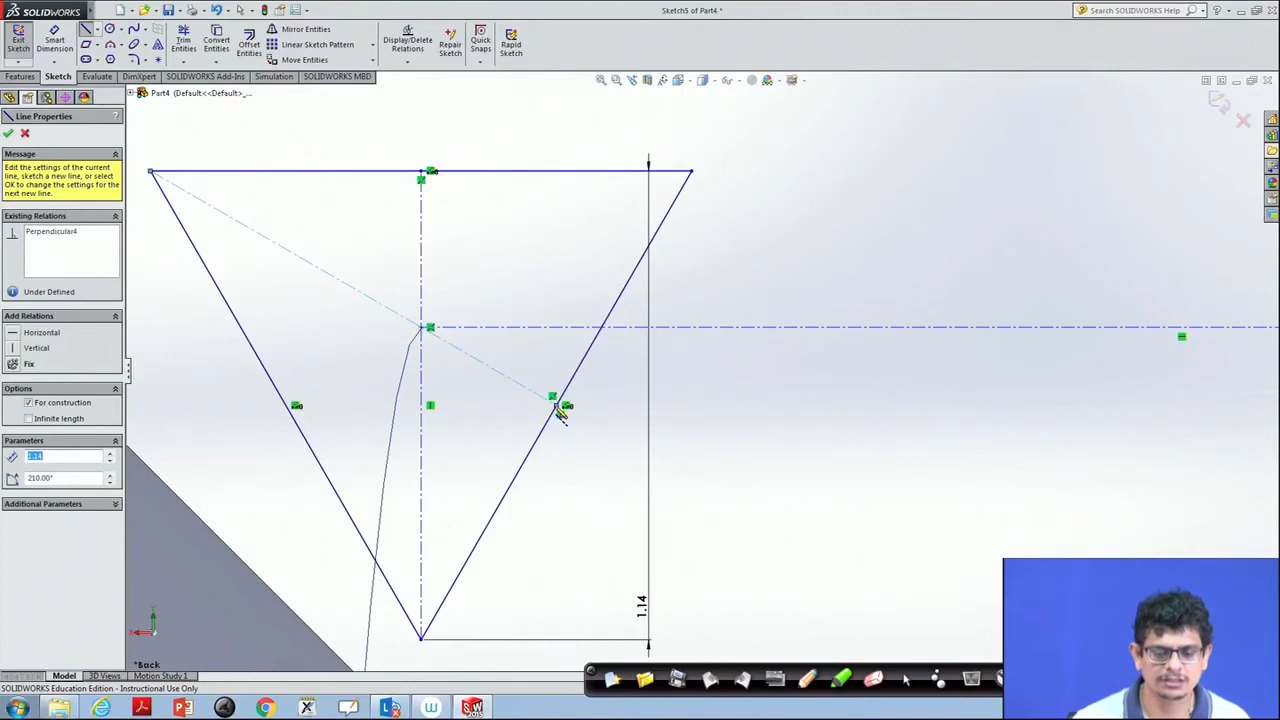 SOLIDWORKS
Sketch5 of Part4 *
Search SOLIDWORKS Help
Exit Sketch
Smart Dimension
Trim Entities
Convert Entities
Offset Entities
Mirror Entities
Linear Sketch Pattern
Move Entities
Display/Delete Relations
Repair Sketch
Quick Snaps
Rapid Sketch
Features
Sketch
Evaluate
DimXpert
SOLIDWORKS Add-Ins
Simulation
SOLIDWORKS MBD
Part4 (Default<<Default>_...
Line Properties
?
Message
Edit the settings of the current
line, sketch a new line, or select
OK to change the settings for the
next new line.
Existing Relations
Perpendicular4
Under Defined
Add Relations
Horizontal
Vertical
Fix
Options
For construction
Infinite length
Parameters
1.14
210.00°
Additional Parameters
1.14
Y
X
*Back
Model
3D Views
Motion Study 1
SOLIDWORKS Education Edition - Instructional Use Only